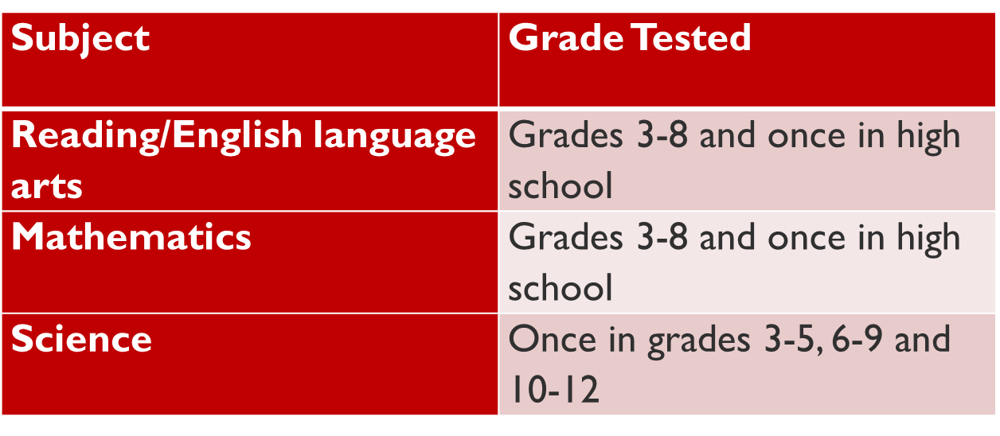 Subject
Grade Tested
Reading/English language
arts
Grades 3-8 and once in high
school
Mathematics
Grades 3-8 and once in high
school
Science
Once in grades 3-5, 6-9 and
10-12